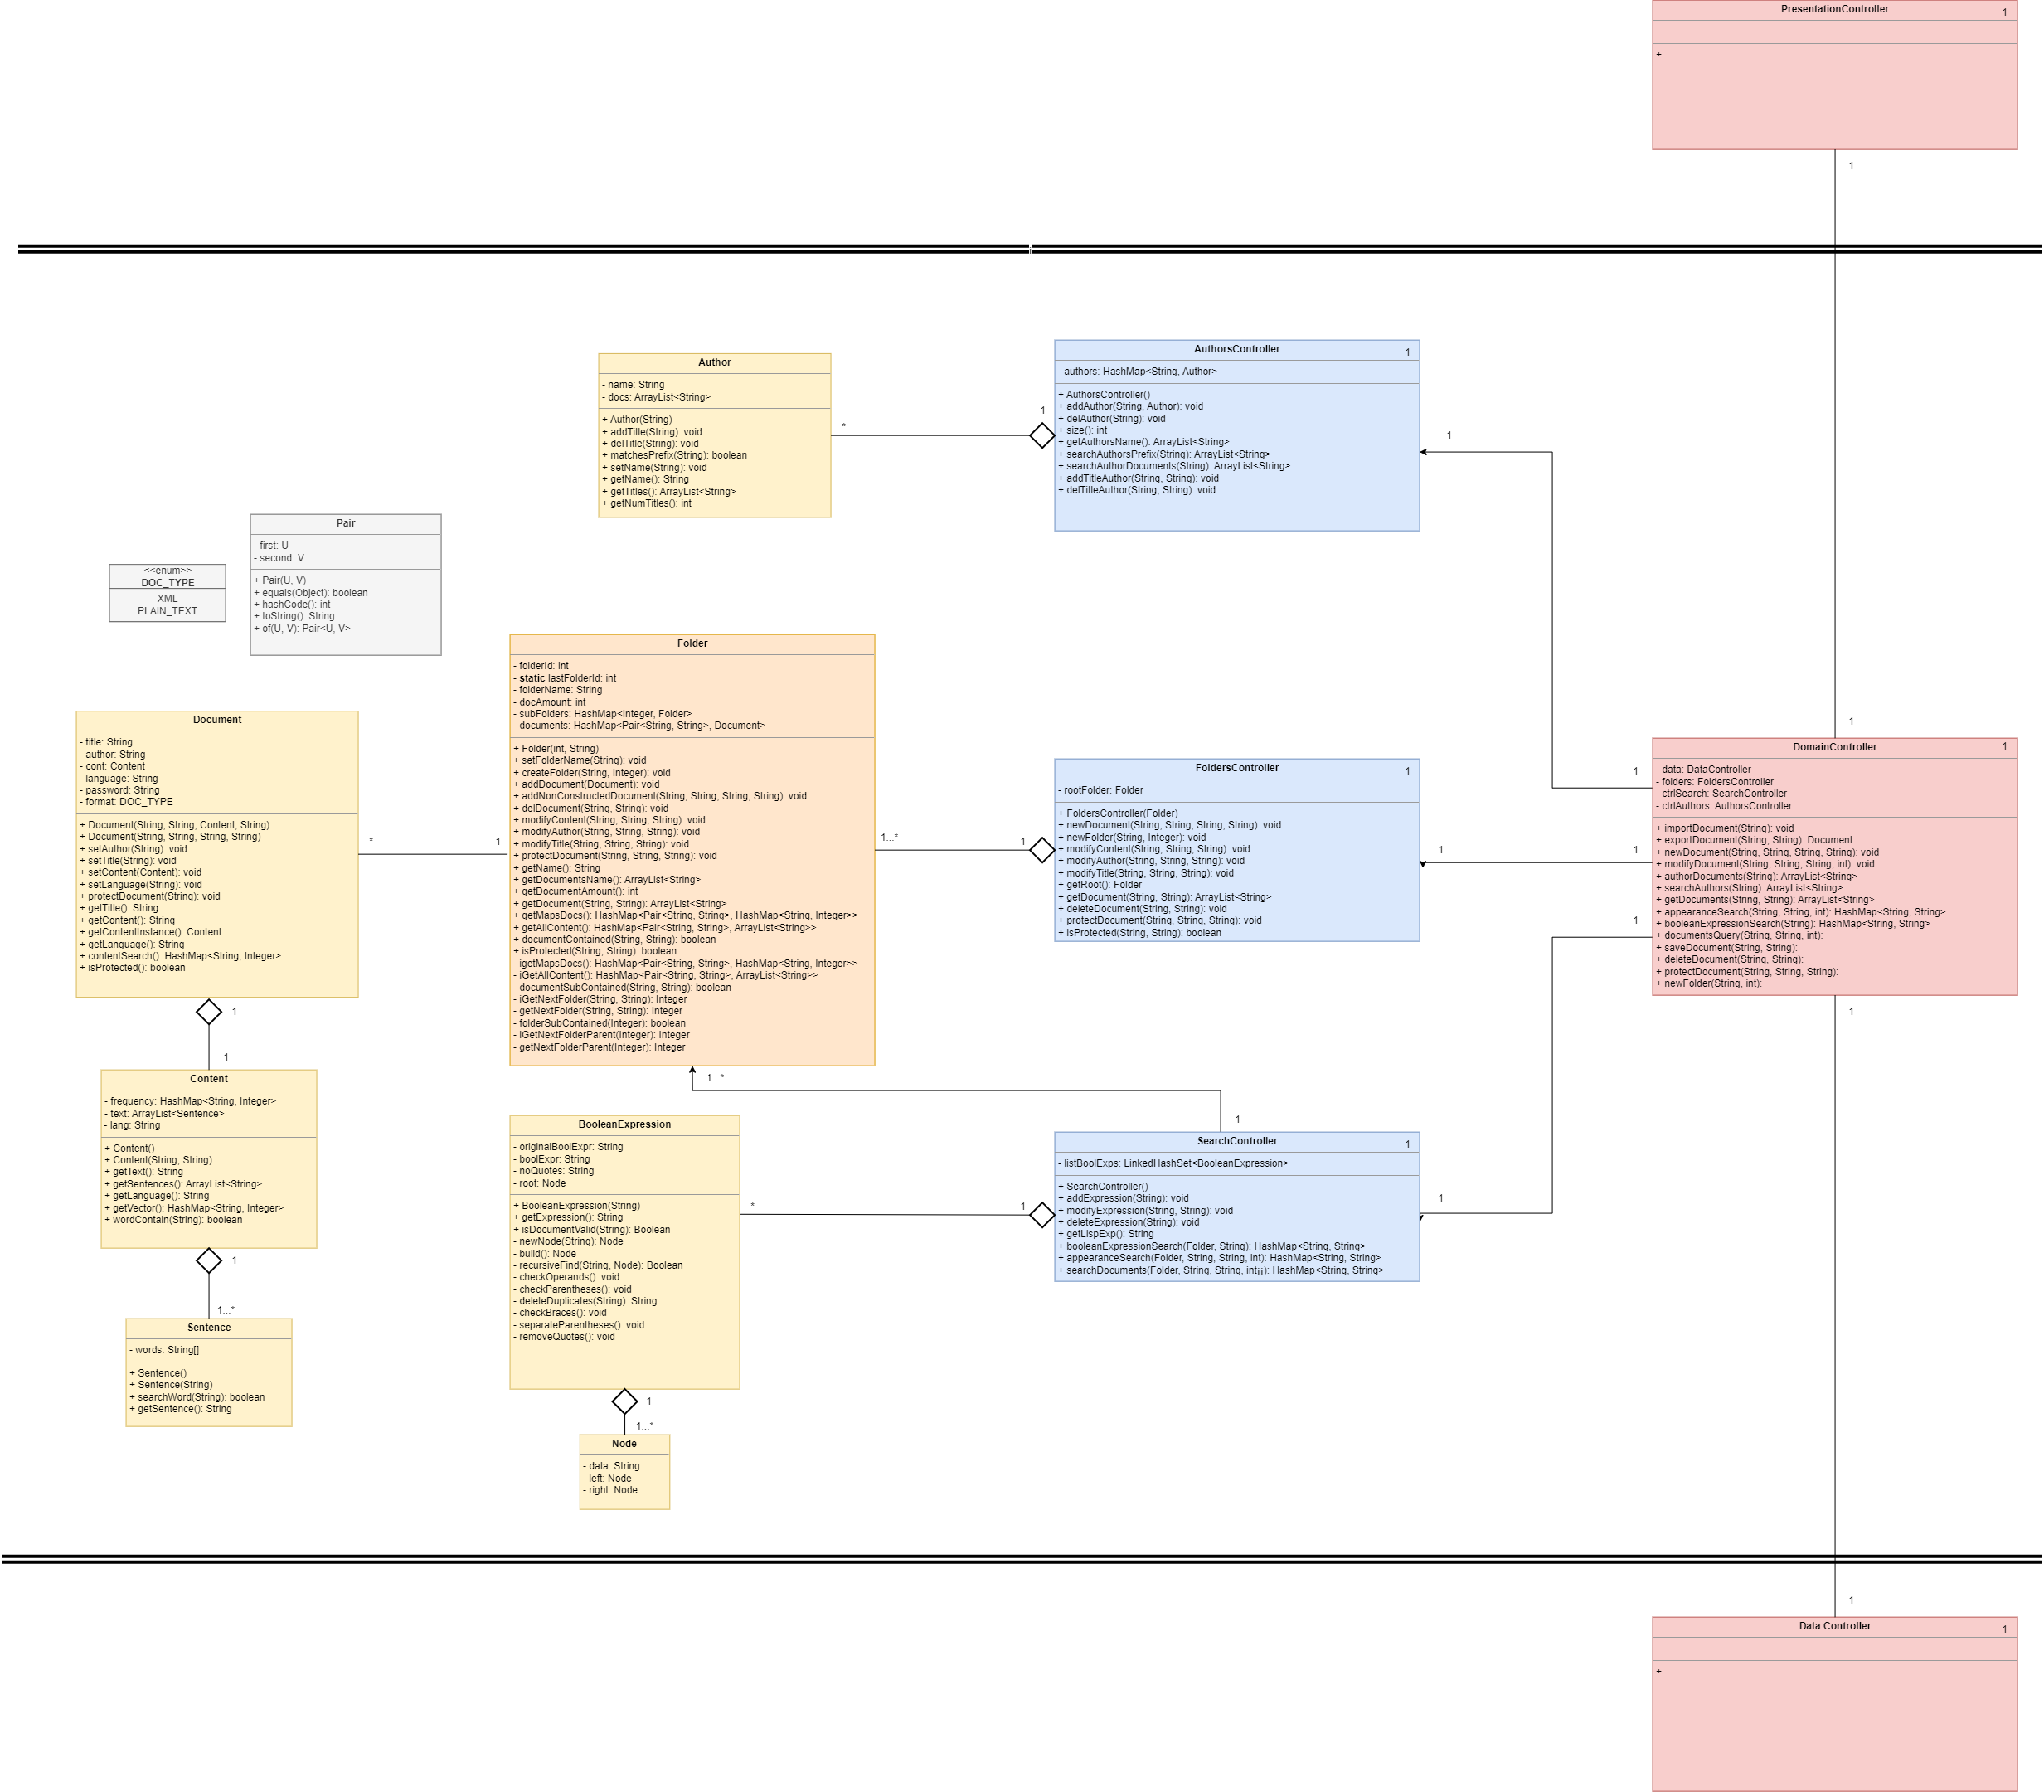 PresentationController
1
-
+
1
Author
- name: String
- docs: ArrayList<String>
+ Author(String)
+ addTitle(String): void
+ delTitle(String): void
+ matchesPrefix(String): boolean
+ setName(String): void
+ getName(): String
+ getTitles(): ArrayList<String>
+ getNumTitles(): int
*
1
AuthorsController
1
- authors: HashMap<String, Author>
+ AuthorsController()
+ addAuthor(String, Author): void
+ delAuthor(String): void
+ size(): int
+ getAuthorsName(): ArrayList<String>
+ searchAuthorsPrefix(String): ArrayList<String>
+ searchAuthorDocuments(String): ArrayList<String>
+ addTitleAuthor(String, String): void
+ delTitleAuthor(String, String): void
1
<<enum>>
DOC_TYPE
XML
PLAIN_TEXT
Pair
- first: U
- second: V
+ Pair(U, V)
+ equals(Object): boolean
+ hashCode(): int
+ toString(): String
+ of(U, V): Pair<U, V>
Document
- title: String
- author: String
- cont: Content
- language: String
- password: String
- format: DOC_TYPE
+ Document(String, String, Content, String)
+ Document(String, String, String, String)
+ setAuthor(String): void
+ setTitle(String): void
+ setContent(Content): void
+ setLanguage(String): void
+ protectDocument(String): void
+ getTitle(): String
+ getContent(): String
+ getContentInstance(): Content
+ getLanguage(): String
+ contentSearch(): HashMap<String, Integer>
+ isProtected(): boolean
*
1
Folder
- folderId: int
- static lastFolderId: int
- folderName: String
- docAmount: int
- subFolders: HashMap<Integer, Folder>
- documents: HashMap<Pair<String, String>, Document>
+ Folder(int, String)
+ setFolderName(String): void
+ createFolder(String, Integer): void
+ addDocument(Document): void
+ addNonConstructedDocument(String, String, String, String): void
+ delDocument(String, String): void
+ modifyContent(String, String, String): void
+ modifyAuthor(String, String, String): void
+ modifyTitle(String, String, String): void
+ protectDocument(String, String, String): void
+ getName(): String
+ getDocumentsName(): ArrayList<String>
+ getDocumentAmount(): int
+ getDocument(String, String): ArrayList<String>
+ getMapsDocs(): HashMap<Pair<String, String>, HashMap<String, Integer>>
+ getAllContent(): HashMap<Pair<String, String>, ArrayList<String>>
+ documentContained(String, String): boolean
+ isProtected(String, String): boolean
- igetMapsDocs(): HashMap<Pair<String, String>, HashMap<String, Integer>>
- iGetAllContent(): HashMap<Pair<String, String>, ArrayList<String>>
- documentSubContained(String, String): boolean
- iGetNextFolder(String, String): Integer
- getNextFolder(String, String): Integer
- folderSubContained(Integer): boolean
- iGetNextFolderParent(Integer): Integer
- getNextFolderParent(Integer): Integer
1...*
1
FoldersController
1
- rootFolder: Folder
+ FoldersController(Folder)
+ newDocument(String, String, String, String): void
+ newFolder(String, Integer): void
+ modifyContent(String, String, String): void
+ modifyAuthor(String, String, String): void
+ modifyTitle(String, String, String): void
+ getRoot(): Folder
+ getDocument(String, String): ArrayList<String>
+ deleteDocument(String, String): void
+ protectDocument(String, String, String): void
+ isProtected(String, String): boolean
1
1
DomainController
1
- data: DataController
- folders: FoldersController
- ctrlSearch: SearchController
- ctrlAuthors: AuthorsController
+ importDocument(String): void
+ exportDocument(String, String): Document
+ newDocument(String, String, String, String): void
+ modifyDocument(String, String, String, int): void
+ authorDocuments(String): ArrayList<String>
+ searchAuthors(String): ArrayList<String>
+ getDocuments(String, String): ArrayList<String>
+ appearanceSearch(String, String, int): HashMap<String, String>
+ booleanExpressionSearch(String): HashMap<String, String>
+ documentsQuery(String, String, int):
+ saveDocument(String, String):
+ deleteDocument(String, String):
+ protectDocument(String, String, String):
+ newFolder(String, int):
1
1
1
1
1
1
Content
- frequency: HashMap<String, Integer>
- text: ArrayList<Sentence>
- lang: String
+ Content()
+ Content(String, String)
+ getText(): String
+ getSentences(): ArrayList<String>
+ getLanguage(): String
+ getVector(): HashMap<String, Integer>
+ wordContain(String): boolean
1
1...*
Sentence
- words: String[]
+ Sentence()
+ Sentence(String)
+ searchWord(String): boolean
+ getSentence(): String
1...*
1
BooleanExpression
- originalBoolExpr: String
- boolExpr: String
- noQuotes: String
- root: Node
+ BooleanExpression(String)
+ getExpression(): String
+ isDocumentValid(String): Boolean
- newNode(String): Node
- build(): Node
- recursiveFind(String, Node): Boolean
- checkOperands(): void
- checkParentheses(): void
- deleteDuplicates(String): String
- checkBraces(): void
- separateParentheses(): void
- removeQuotes(): void
*
1
SearchController
1
- listBoolExps: LinkedHashSet<BooleanExpression>
+ SearchController()
+ addExpression(String): void
+ modifyExpression(String, String): void
+ deleteExpression(String): void
+ getLispExp(): String
+ booleanExpressionSearch(Folder, String): HashMap<String, String>
+ appearanceSearch(Folder, String, String, int): HashMap<String, String>
+ searchDocuments(Folder, String, String, int¡¡): HashMap<String, String>
1
1
1...*
Node
- data: String
- left: Node
- right: Node
1
Data Controller
1
-
+